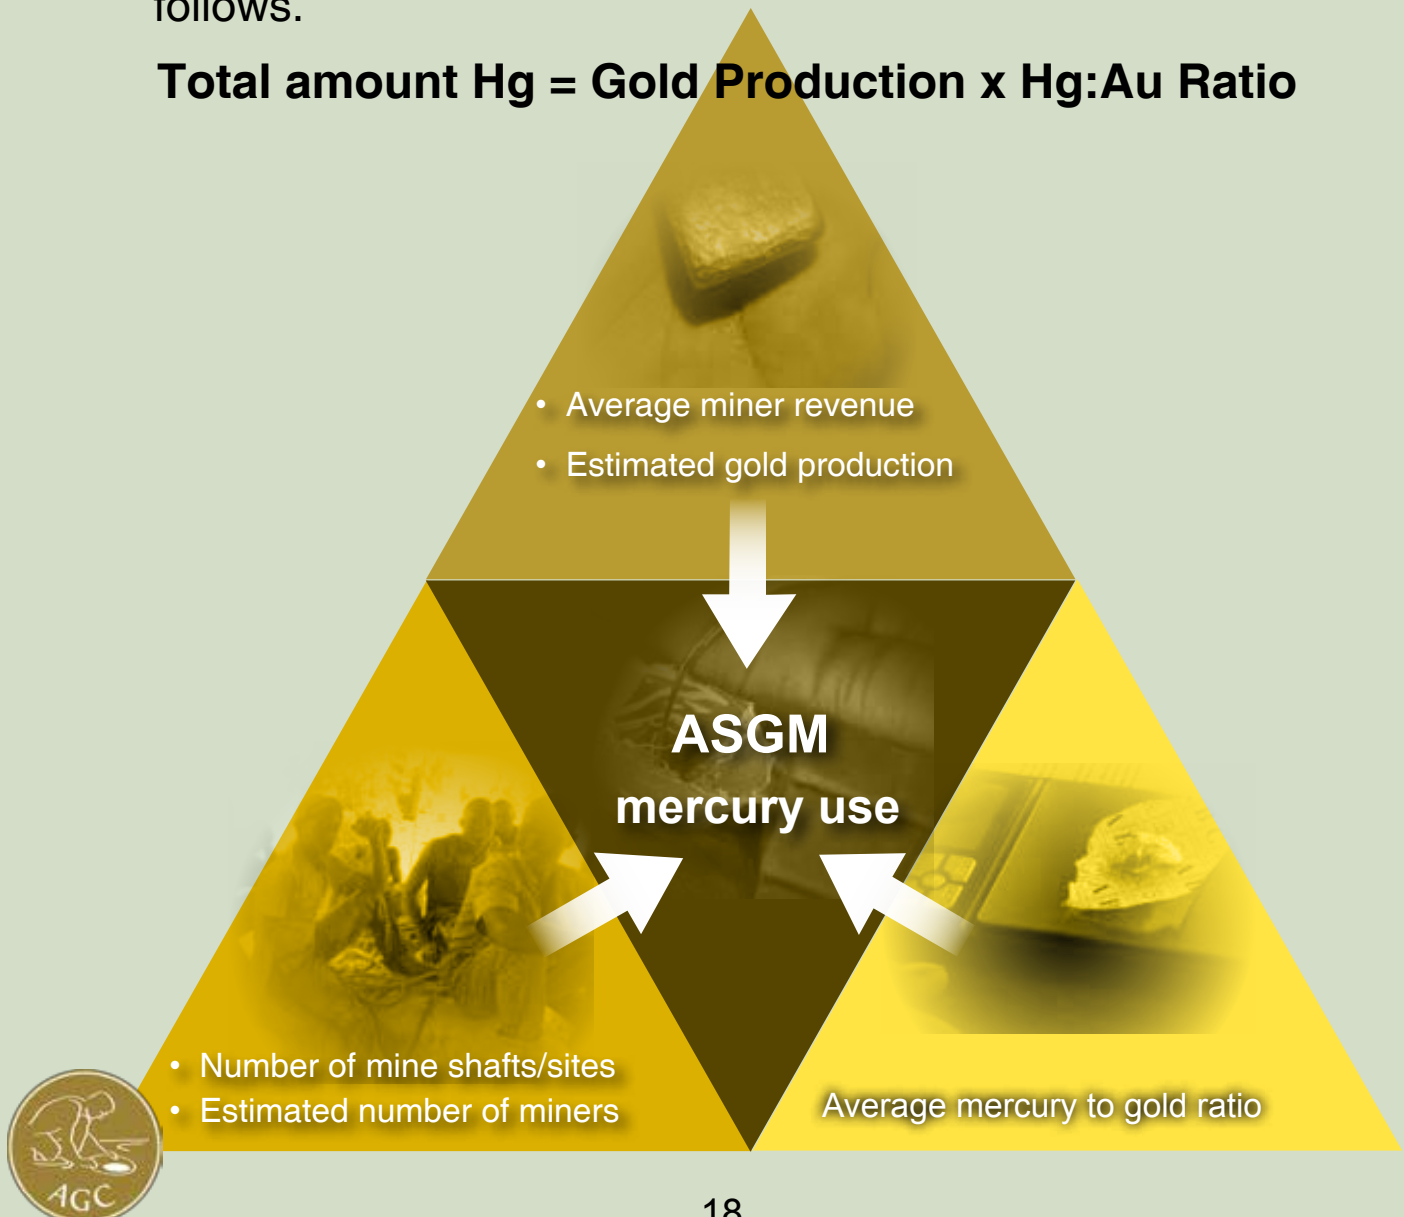 follows.
Total amount Hg = Gold Production x Hg:Au Ratio
• Average miner revenue
• Estimated gold production
ASGM
mercury use
• Number of mine shafts/sites
• Estimated number of miners
Average mercury to gold ratio
AGC
18